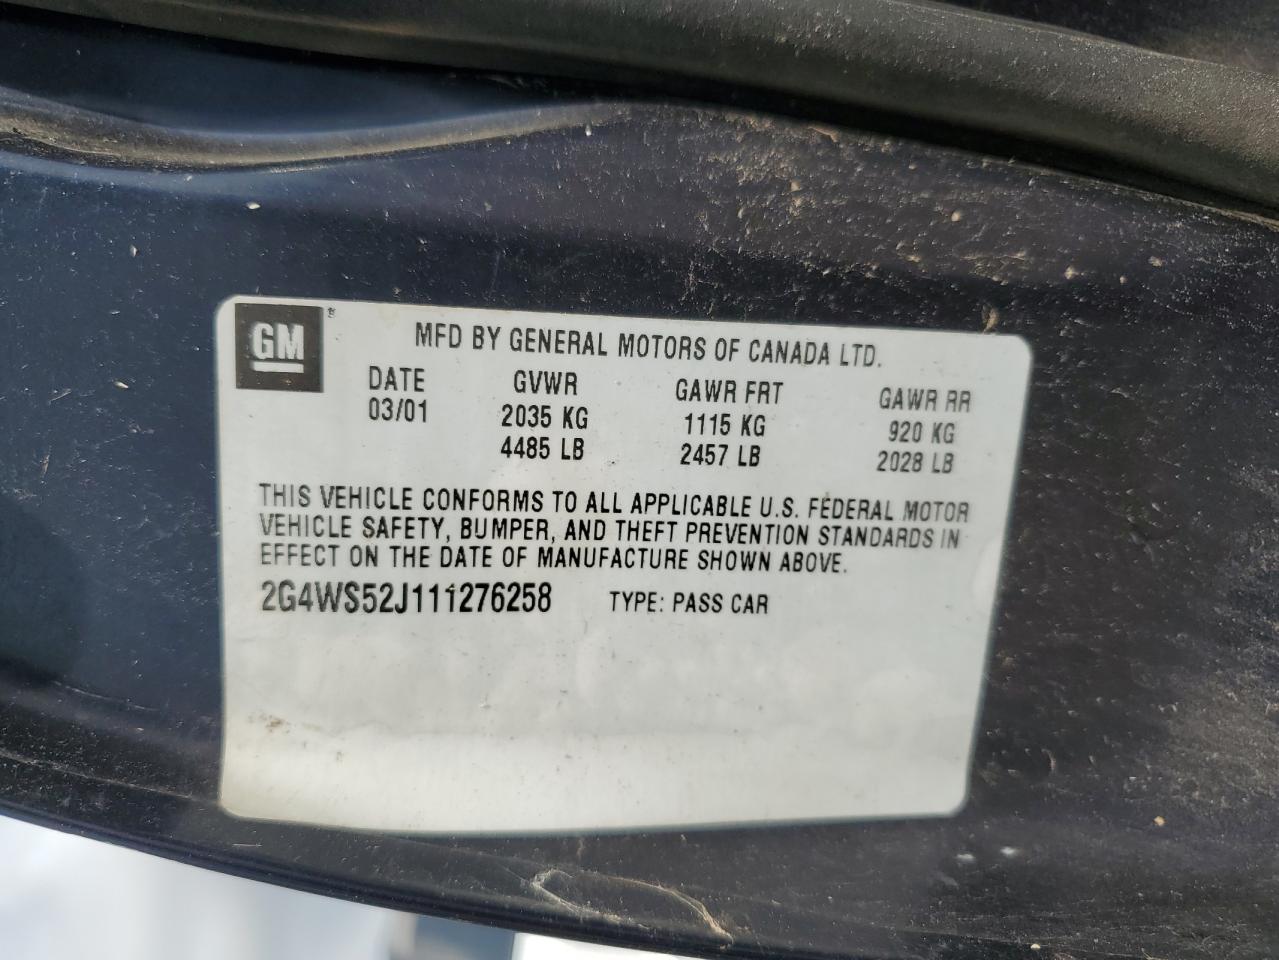 GM
MFD BY GENERAL MOTORS OF CANADA LTD.
DATE GVWR GAWR FRT GAWR RR
03/01 2035 KG 1115 KG 920 KG
4485 LB 2457 LB 2028 LB
THIS VEHICLE CONFORMS TO ALL APPLICABLE U.S. FEDERAL MOTOR
VEHICLE SAFETY, BUMPER, AND THEFT PREVENTION STANDARDS IN
EFFECT ON THE DATE OF MANUFACTURE SHOWN ABOVE.
2G4WS52J111276258 TYPE: PASS CAR